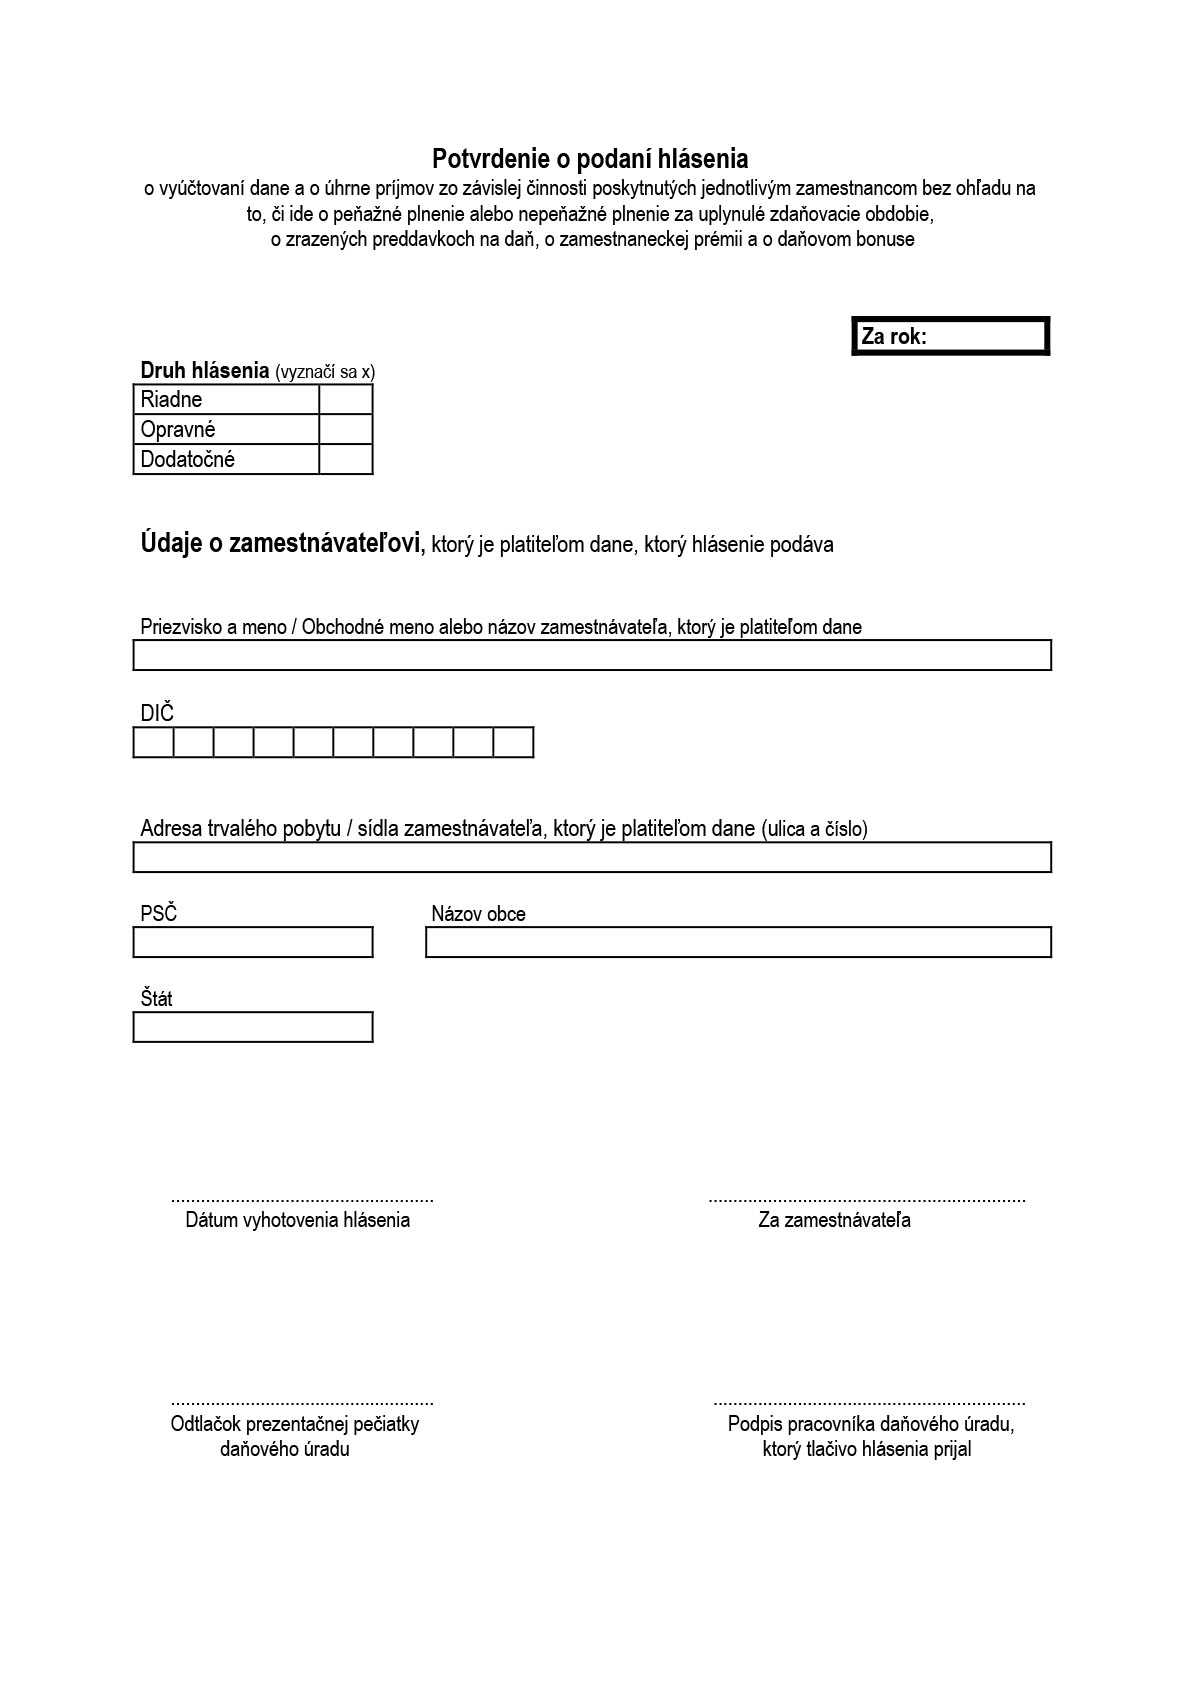 Potvrdenie o podaní hlásenia
o vyúčtovaní dane a o úhrne príjmov zo závislej činnosti poskytnutých jednotlivým zamestnancom bez ohľadu na
to, či ide o peňažné plnenie alebo nepeňažné plnenie za uplynulé zdaňovacie obdobie,
o zrazených preddavkoch na daň, o zamestnaneckej prémii a o daňovom bonuse
Za rok:
Druh hlásenia (vyznačí sa x)
Riadne
Opravné
Dodatočné
Údaje o zamestnávateľovi, ktorý je platiteľom dane, ktorý hlásenie podáva
Priezvisko a meno / Obchodné meno alebo názov zamestnávateľa, ktorý je platiteľom dane
DIČ
Adresa trvalého pobytu / sídla zamestnávateľa, ktorý je platiteľom dane (ulica a číslo)
PSČ Názov obce
Štát
Dátum vyhotovenia hlásenia Za zamestnávateľa
Odtlačok prezentačnej pečiatky Podpis pracovníka daňového úradu,
daňového úradu ktorý tlačivo hlásenia prijal